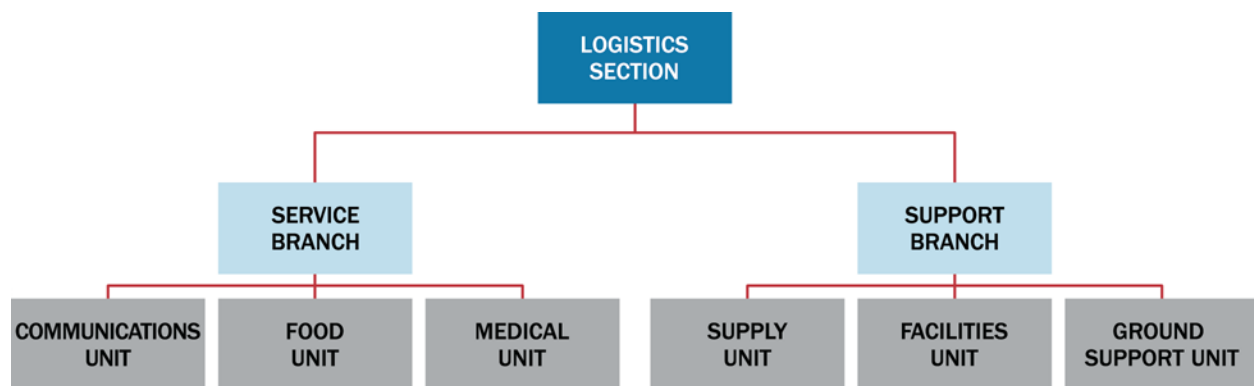 LOGISTICS
SECTION
SERVICE
BRANCH
SUPPORT
BRANCH
COMMUNICATIONS
UNIT
FOOD
UNIT
MEDICAL
UNIT
SUPPLY
UNIT
FACILITIES
UNIT
GROUND
SUPPORT UNIT